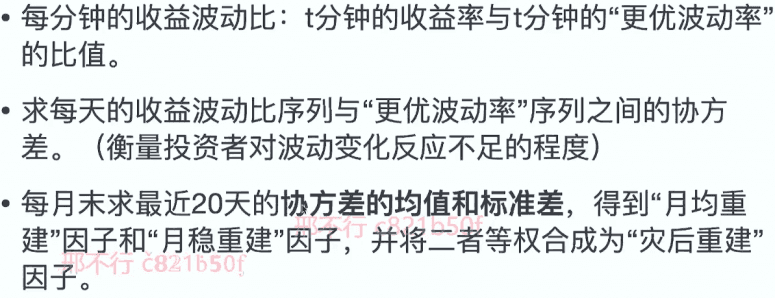 • 每分钟的收益波动比：t分钟的收益率与t分钟的“更优波动率”
的比值。
• 求每天的收益波动比序列与“更优波动率”序列之间的协方
差。（衡量投资者对波动变化反应不足的程度）
• 每月末求最近20天的协方差的均值和标准差，得到“月均重
邢不行 c821b50f
建”因子和“月稳重建”因子，并将二者等权合成为“灾后重建”
邢不行 c821b50f
因子。